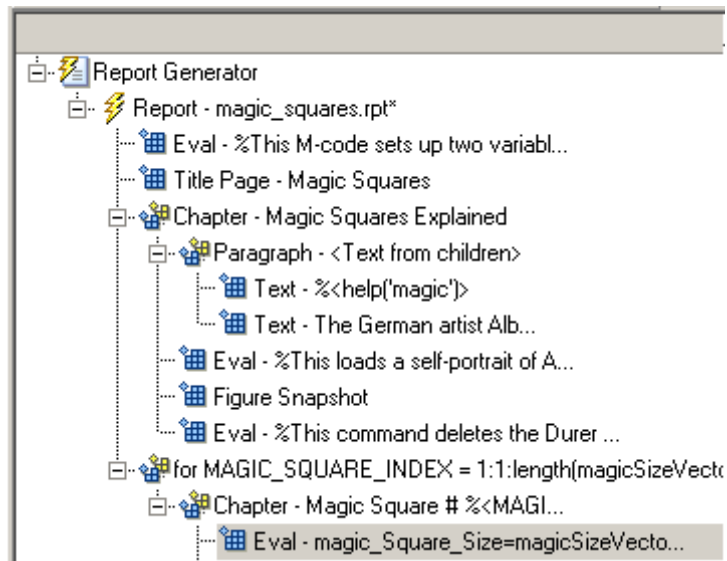 Report Generator
Report - magic_squares.rpt*
Eval - %This M-code sets up two variabl...
Title Page - Magic Squares
Chapter - Magic Squares Explained
Paragraph - <Text from children>
Text - %<help('magic')>
Text - The German artist Alb...
Eval - %This loads a self-portrait of A...
Figure Snapshot
Eval - %This command deletes the Durer ...
for MAGIC_SQUARE_INDEX = 1:1:length(magicSizeVecto
Chapter - Magic Square # %<MAGI...
Eval - magic_Square_Size=magicSizeVecto...